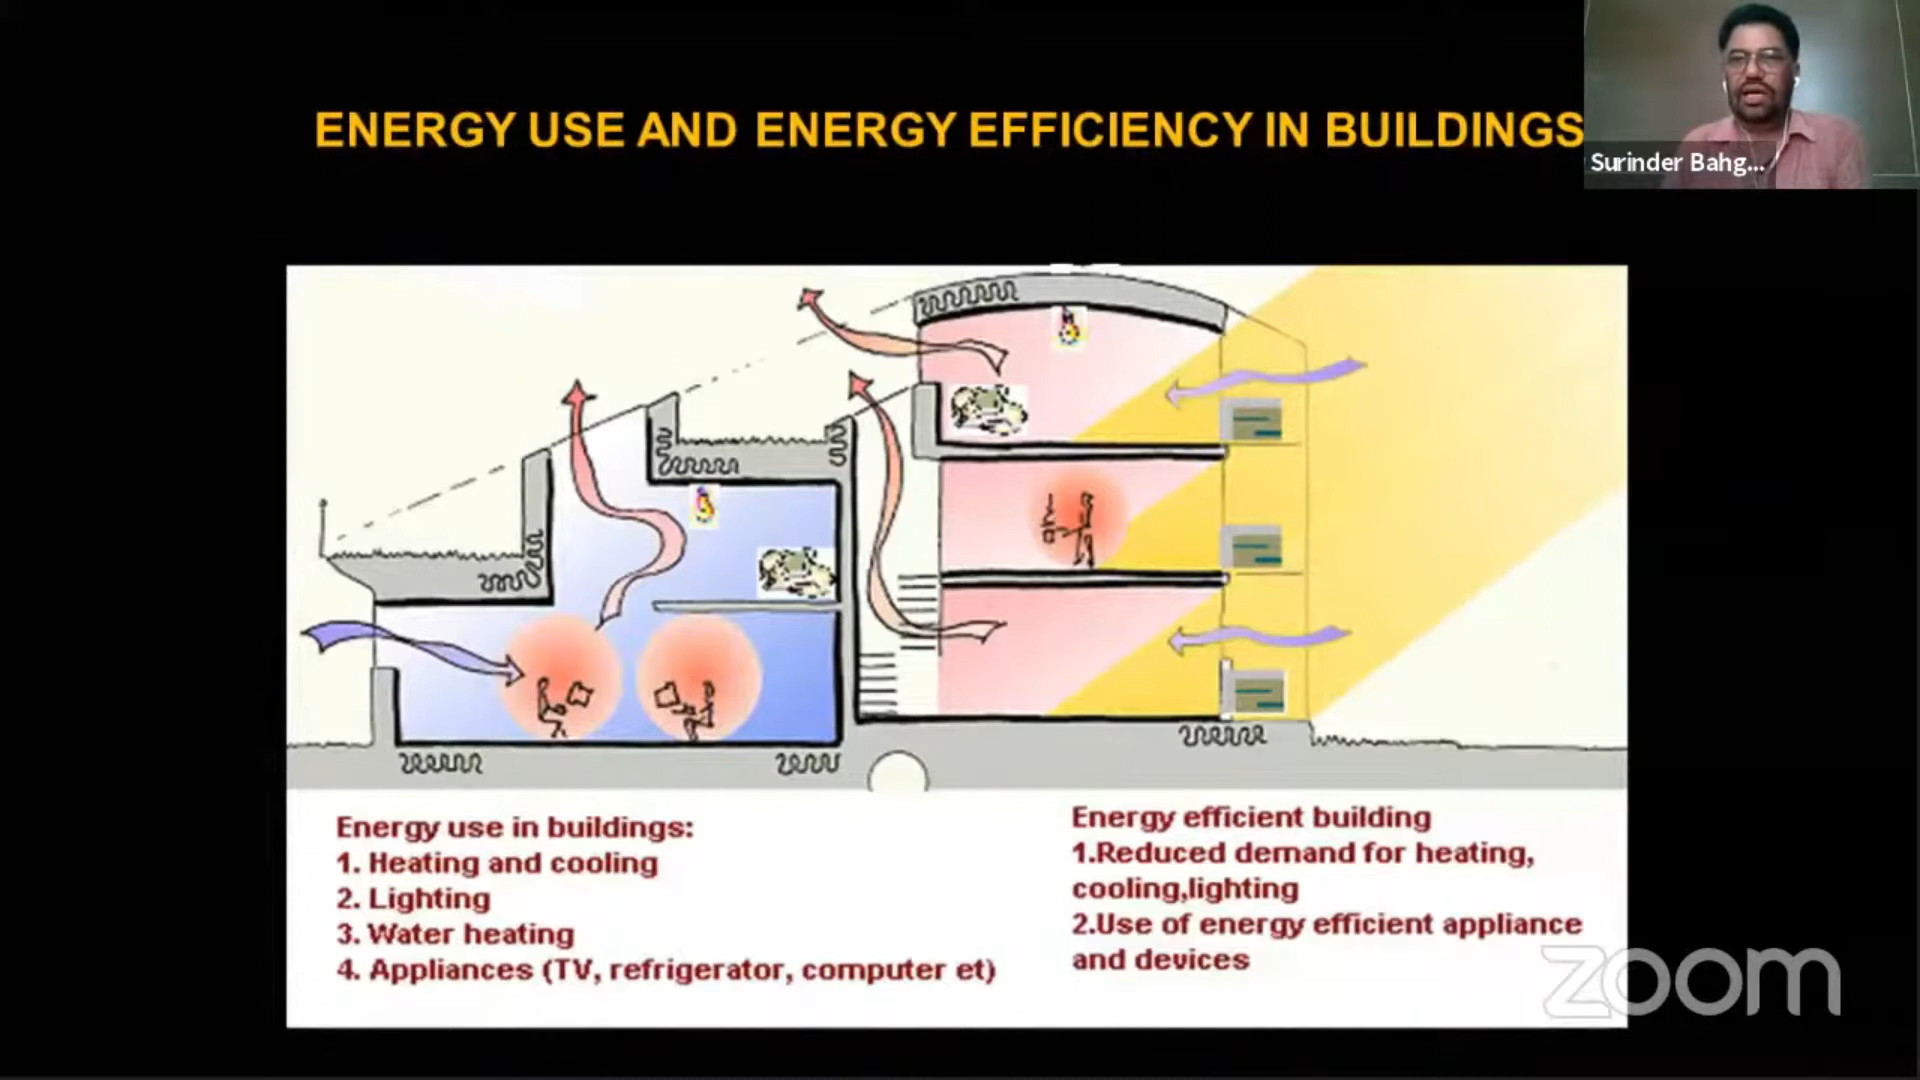 ENERGY USE AND ENERGY EFFICIENCY IN BUILDINGS
Surinder Bahg...
Energy use in buildings:
1. Heating and cooling
2. Lighting
3. Water heating
4. Appliances (TV, refrigerator, computer et)
Energy efficient building
1.Reduced demand for heating,
cooling,lighting
2.Use of energy efficient appliance
and devices
zoom